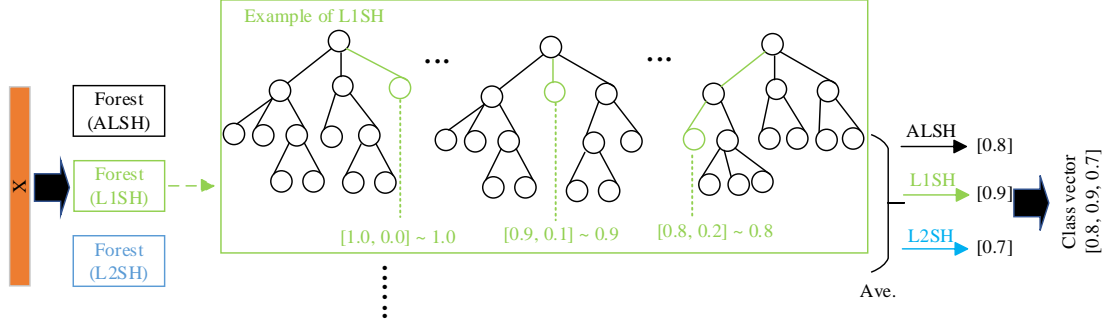 Example of L1SH
X
Forest
(ALSH)
Forest
(L1SH)
Forest
(L2SH)
[1.0, 0.0] ~ 1.0
[0.9, 0.1] ~ 0.9
[0.8, 0.2] ~ 0.8
Ave.
ALSH
[0.8]
L1SH
[0.9]
L2SH
[0.7]
Class vector
[0.8, 0.9, 0.7]